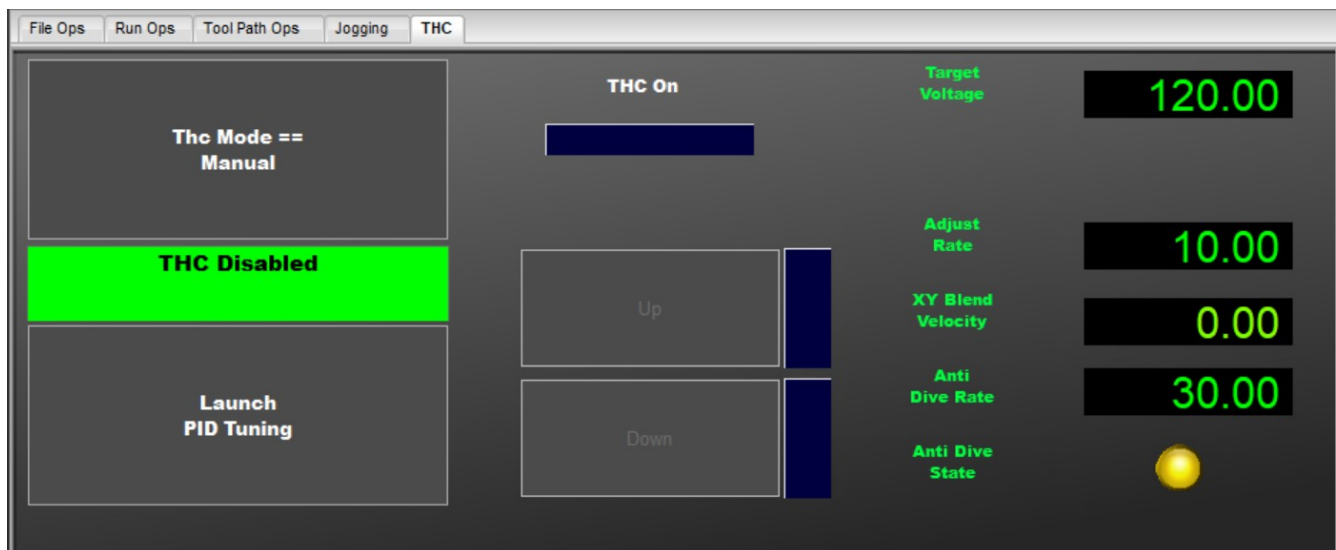 File Ops
Run Ops
Tool Path Ops
Jogging
THC
Thc Mode ==
Manual
THC Disabled
Launch
PID Tuning
THC On
Up
Down
Target
Voltage
120.00
Adjust
Rate
10.00
XY Blend
Velocity
0.00
Anti
Dive Rate
30.00
Anti Dive
State